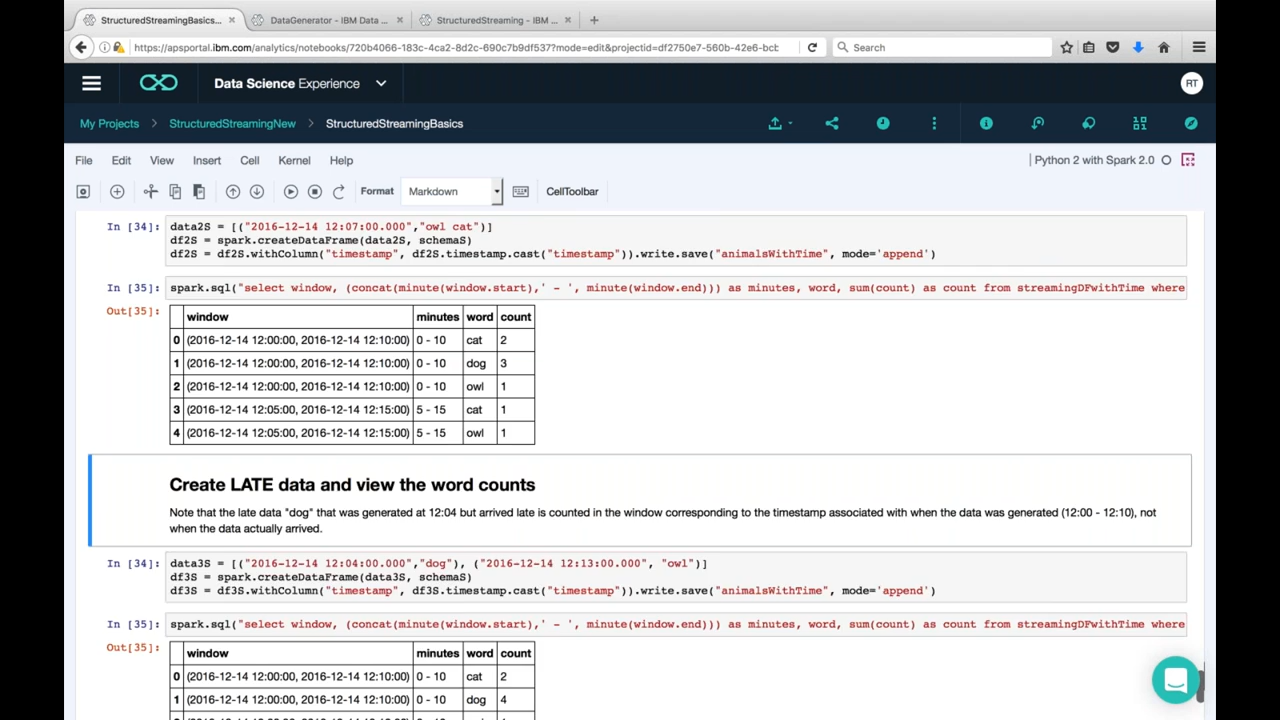 StructuredStreamingBasics... ×
DataGenerator - IBM Data ... ×
StructuredStreaming - IBM ... ×
https://apsportal.ibm.com/analytics/notebooks/720b4066-183c-4ca2-8d2c-690c7b9df537?mode=edit&projectid=df2750e7-560b-42e6-bcb
Search
Data Science Experience
RT
My Projects > StructuredStreamingNew > StructuredStreamingBasics
File Edit View Insert Cell Kernel Help
Python 2 with Spark 2.0
Format Markdown CellToolbar
In [34]: data2S = [("2016-12-14 12:07:00.000","owl cat")]
df2S = spark.createDataFrame(data2S, schemaS)
df2S = df2S.withColumn("timestamp", df2S.timestamp.cast("timestamp")).write.save("animalsWithTime", mode='append')
In [35]: spark.sql("select window, (concat(minute(window.start),' - ', minute(window.end))) as minutes, word, sum(count) as count from streamingDFwithTime where
Out[35]:
window minutes word count
0 (2016-12-14 12:00:00, 2016-12-14 12:10:00) 0 - 10 cat 2
1 (2016-12-14 12:00:00, 2016-12-14 12:10:00) 0 - 10 dog 3
2 (2016-12-14 12:00:00, 2016-12-14 12:10:00) 0 - 10 owl 1
3 (2016-12-14 12:05:00, 2016-12-14 12:15:00) 5 - 15 cat 1
4 (2016-12-14 12:05:00, 2016-12-14 12:15:00) 5 - 15 owl 1
Create LATE data and view the word counts
Note that the late data "dog" that was generated at 12:04 but arrived late is counted in the window corresponding to the timestamp associated with when the data was generated (12:00 - 12:10), not
when the data actually arrived.
In [34]: data3S = [("2016-12-14 12:04:00.000","dog"), ("2016-12-14 12:13:00.000", "owl")]
df3S = spark.createDataFrame(data3S, schemaS)
df3S = df3S.withColumn("timestamp", df3S.timestamp.cast("timestamp")).write.save("animalsWithTime", mode='append')
In [35]: spark.sql("select window, (concat(minute(window.start),' - ', minute(window.end))) as minutes, word, sum(count) as count from streamingDFwithTime where
Out[35]:
window minutes word count
0 (2016-12-14 12:00:00, 2016-12-14 12:10:00) 0 - 10 cat 2
1 (2016-12-14 12:00:00, 2016-12-14 12:10:00) 0 - 10 dog 4